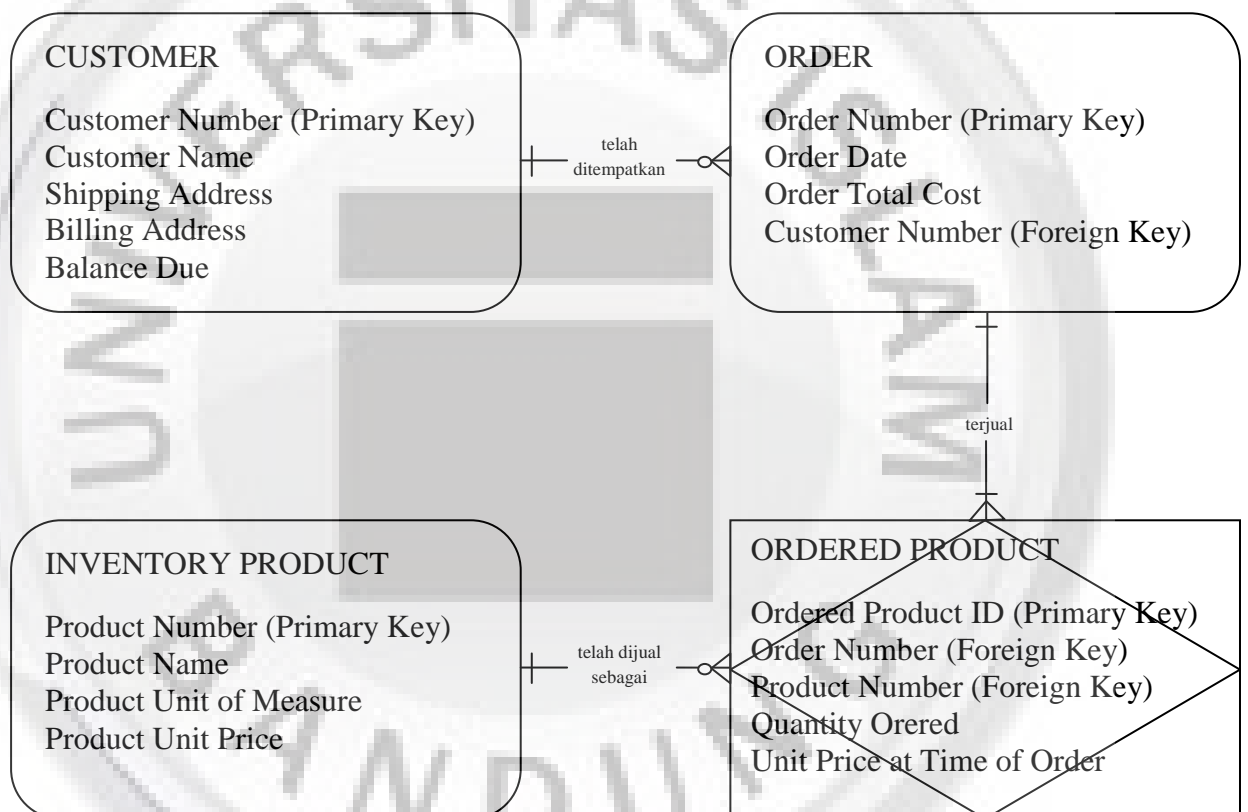 CUSTOMER
Customer Number (Primary Key)
Customer Name
Shipping Address
Billing Address
Balance Due
telah
ditempatkan
ORDER
Order Number (Primary Key)
Order Date
Order Total Cost
Customer Number (Foreign Key)
terjual
INVENTORY PRODUCT
Product Number (Primary Key)
Product Name
Product Unit of Measure
Product Unit Price
telah dijual
sebagai
ORDERED PRODUCT
Ordered Product ID (Primary Key)
Order Number (Foreign Key)
Product Number (Foreign Key)
Quantity Orered
Unit Price at Time of Order
UNIVERSITAS ISLAM
BANDUNG